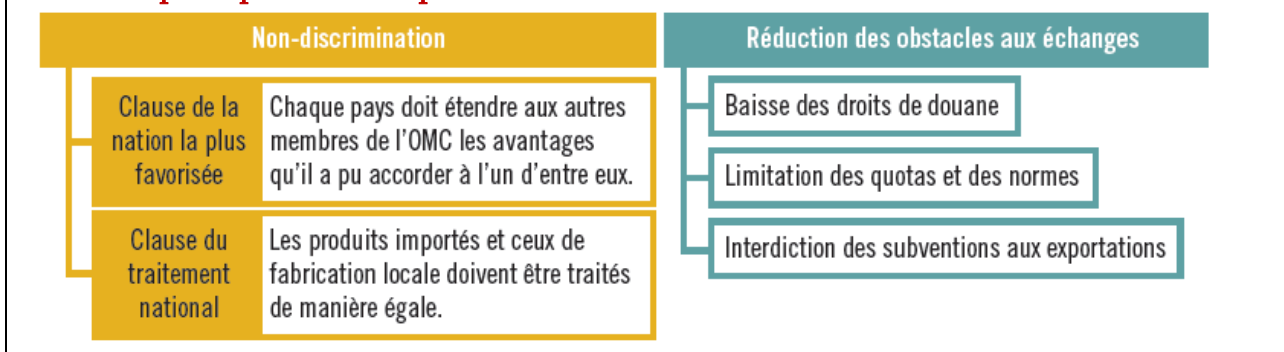 Non-discrimination
Clause de la
nation la plus
favorisée
Chaque pays doit étendre aux autres
membres de l'OMC les avantages
qu'il a pu accorder à l'un d'entre eux.
Clause du
traitement
national
Les produits importés et ceux de
fabrication locale doivent être traités
de manière égale.
Réduction des obstacles aux échanges
Baisse des droits de douane
Limitation des quotas et des normes
Interdiction des subventions aux exportations